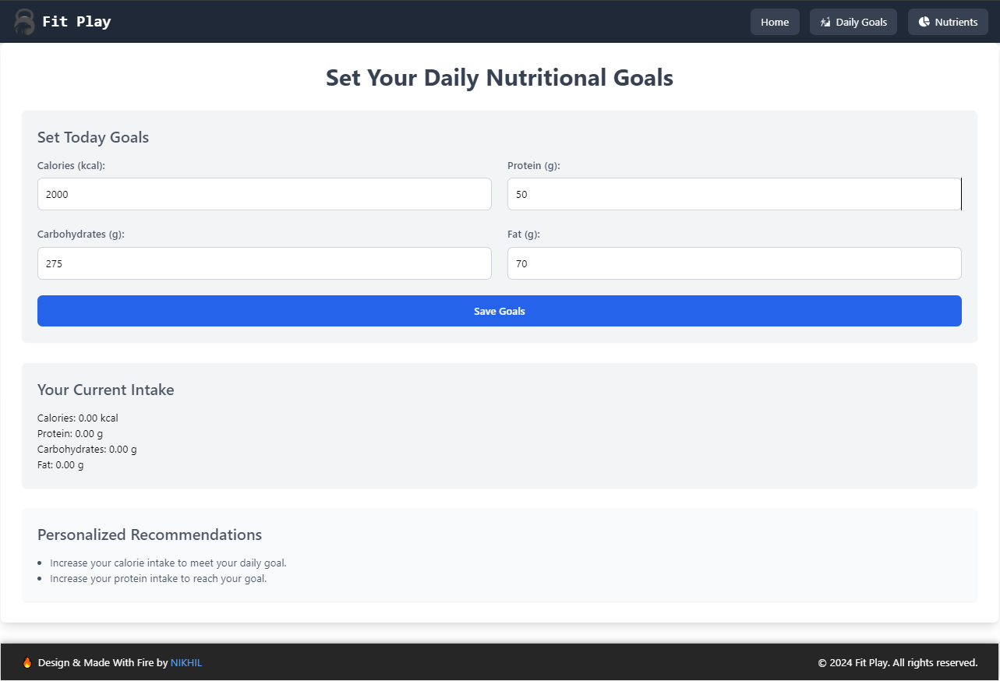 Fit Play
Home
Daily Goals
Nutrients
Set Your Daily Nutritional Goals
Set Today Goals
Calories (kcal):
Protein (g):
2000
50
Carbohydrates (g):
Fat (g):
275
70
Save Goals
Your Current Intake
Calories: 0.00 kcal
Protein: 0.00 g
Carbohydrates: 0.00 g
Fat: 0.00 g
Personalized Recommendations
• Increase your calorie intake to meet your daily goal.
• Increase your protein intake to reach your goal.
🔥 Design & Made With Fire by NIKHIL
© 2024 Fit Play. All rights reserved.